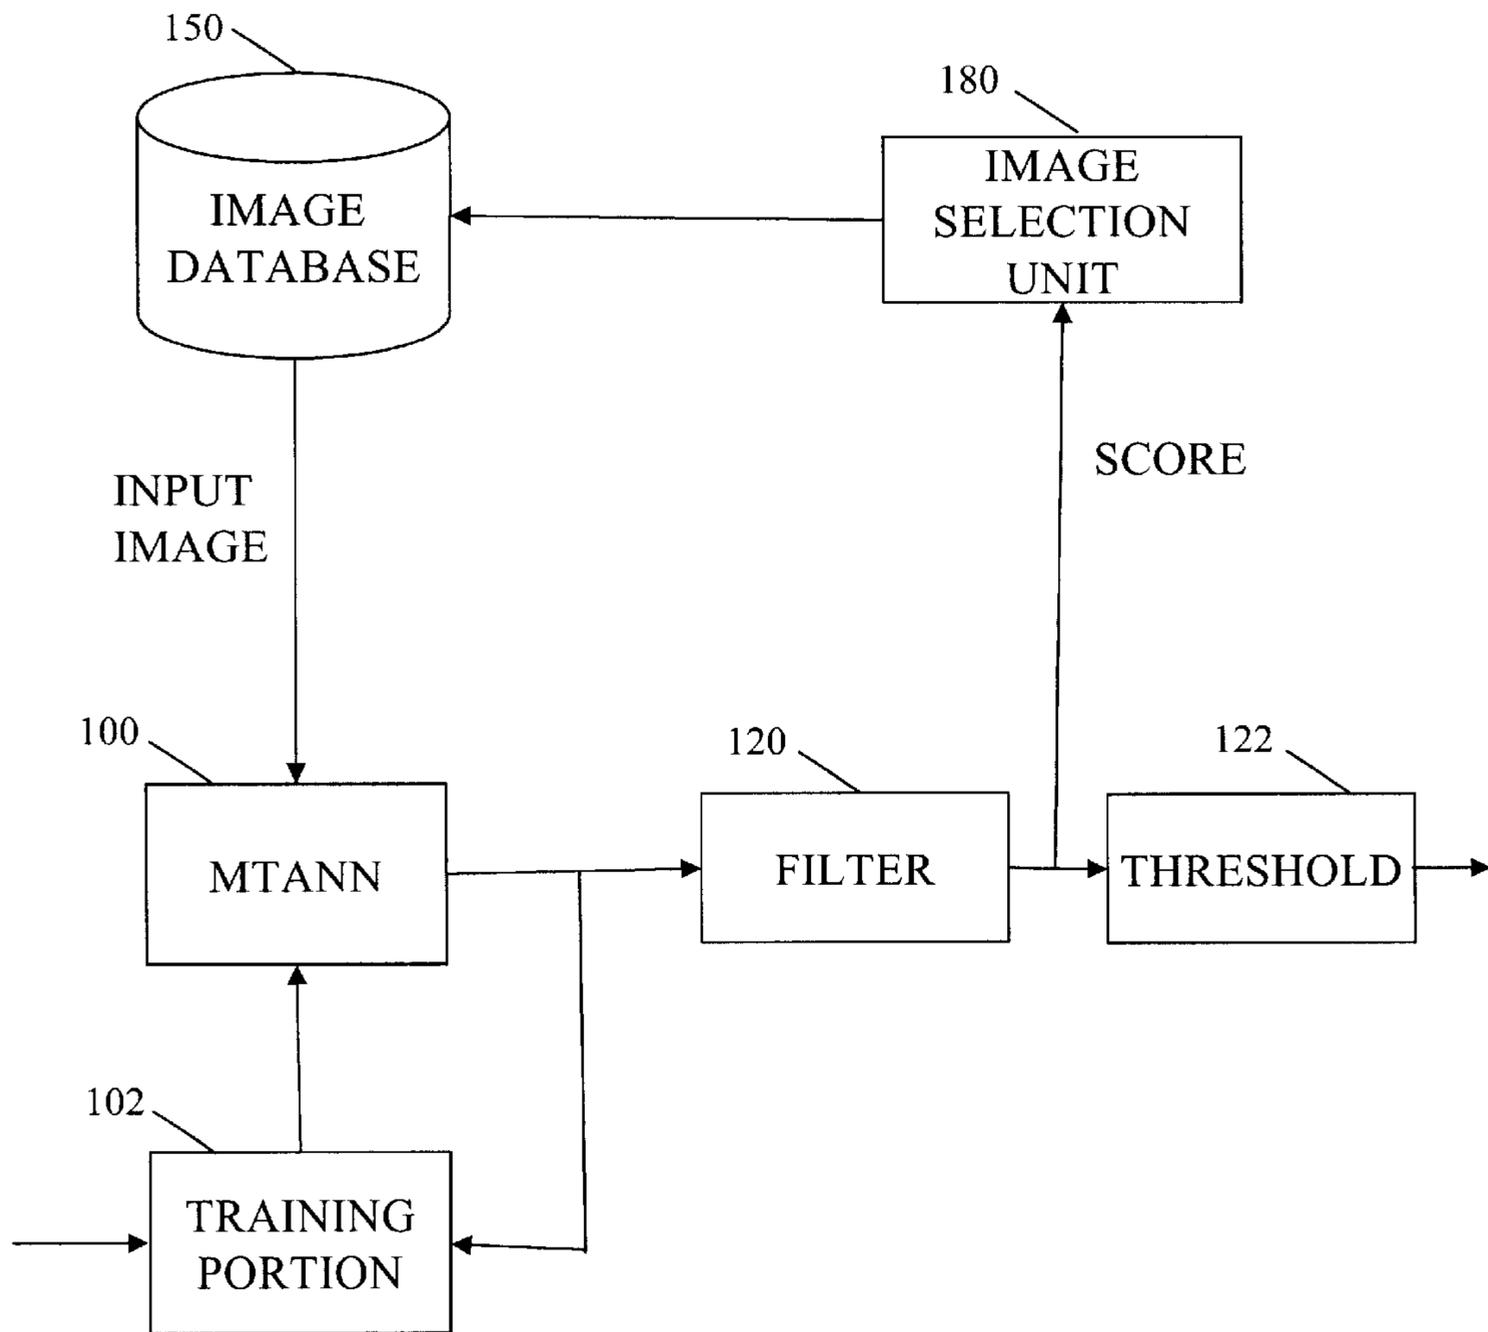 150
180
IMAGE
DATABASE
IMAGE
SELECTION
UNIT
INPUT
IMAGE
SCORE
100
120
122
MTANN
FILTER
THRESHOLD
102
TRAINING
PORTION